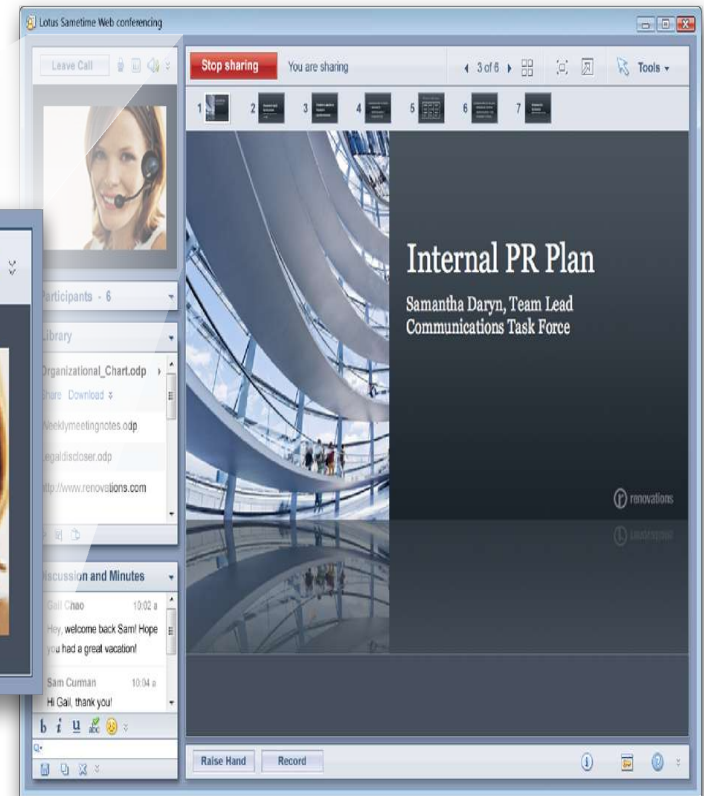 Lotus Sametime Web conferencing
Leave Call
Stop sharing
You are sharing
3 of 6
Tools
1 2 3 4 5 6 7
Internal PR Plan
Samantha Daryn, Team Lead
Communications Task Force
renovations
Participants - 6
Library
Organizational_Chart.odp
Share Download
Weeklymeetingnotes.odp
Legaldiscloser.odp
http://www.renovations.com
Discussion and Minutes
Gail Chao 10:02 a
Hey, welcome back Sam! Hope
you had a great vacation!
Sam Curman 10:04 a
Hi Gail, thank you!
b i u abc
Raise Hand
Record